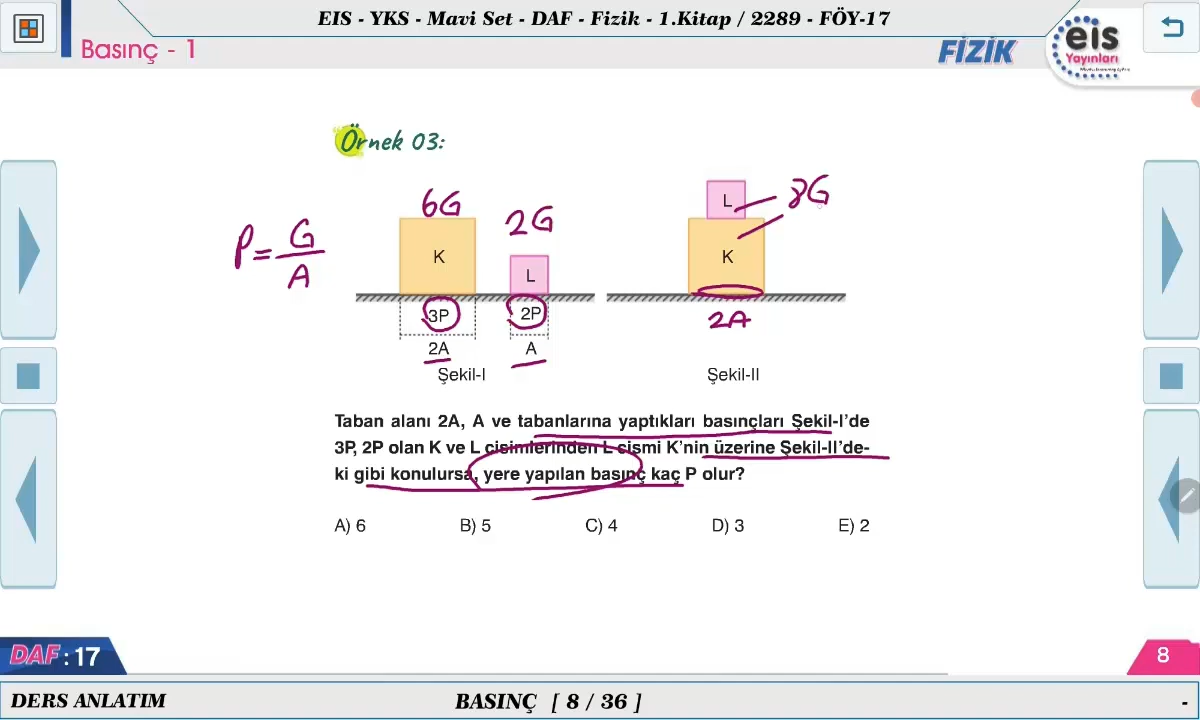 EIS - YKS - Mavi Set - DAF - Fizik - 1.Kitap / 2289 - FÖY-17
Basınç - 1
FİZİK
eis
Yayınları
Örnek 03:
6G
2G
8G
P = G
A
K
L
L
K
3P
2P
2A
2A
A
Şekil-I
Şekil-II
Taban alanı 2A, A ve tabanlarına yaptıkları basınçları Şekil-I’de
3P, 2P olan K ve L cisimlerinden L cismi K’nin üzerine Şekil-II’de-
ki gibi konulursa, yere yapılan basınç kaç P olur?
A) 6 B) 5 C) 4 D) 3 E) 2
DAF : 17
8
DERS ANLATIM
BASINÇ [ 8 / 36 ]
-